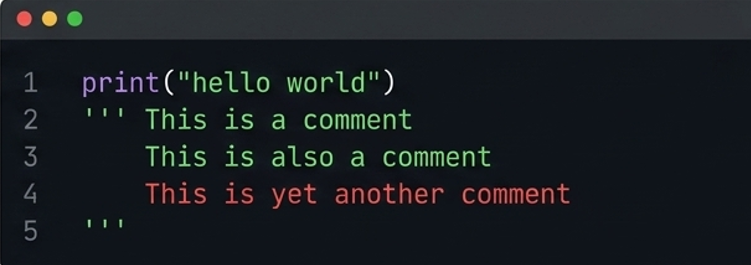 1 print("hello world")
2 ''' This is a comment
3 This is also a comment
4 This is yet another comment
5 '''